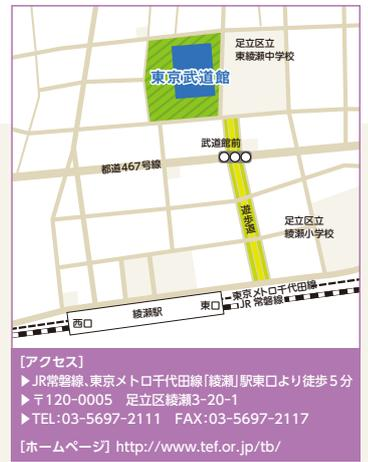 足立区立
東綾瀬中学校
東京武道館
武道館前
都道467号線
遊歩道
足立区立
綾瀬小学校
東京メトロ千代田線
JR 常磐線
東口
綾瀬駅
西口
[アクセス]
▶JR常磐線、東京メトロ千代田線「綾瀬」駅東口より徒歩5分
▶〒120-0005 足立区綾瀬3-20-1
▶TEL:03-5697-2111 FAX:03-5697-2117
[ホームページ] http://www.tef.or.jp/tb/